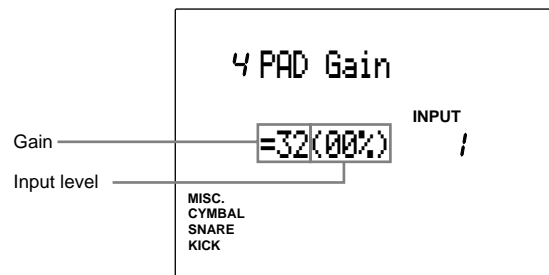 4 PAD Gain
INPUT
Gain
=32(00%)
1
Input level
MISC.
CYMBAL
SNARE
KICK